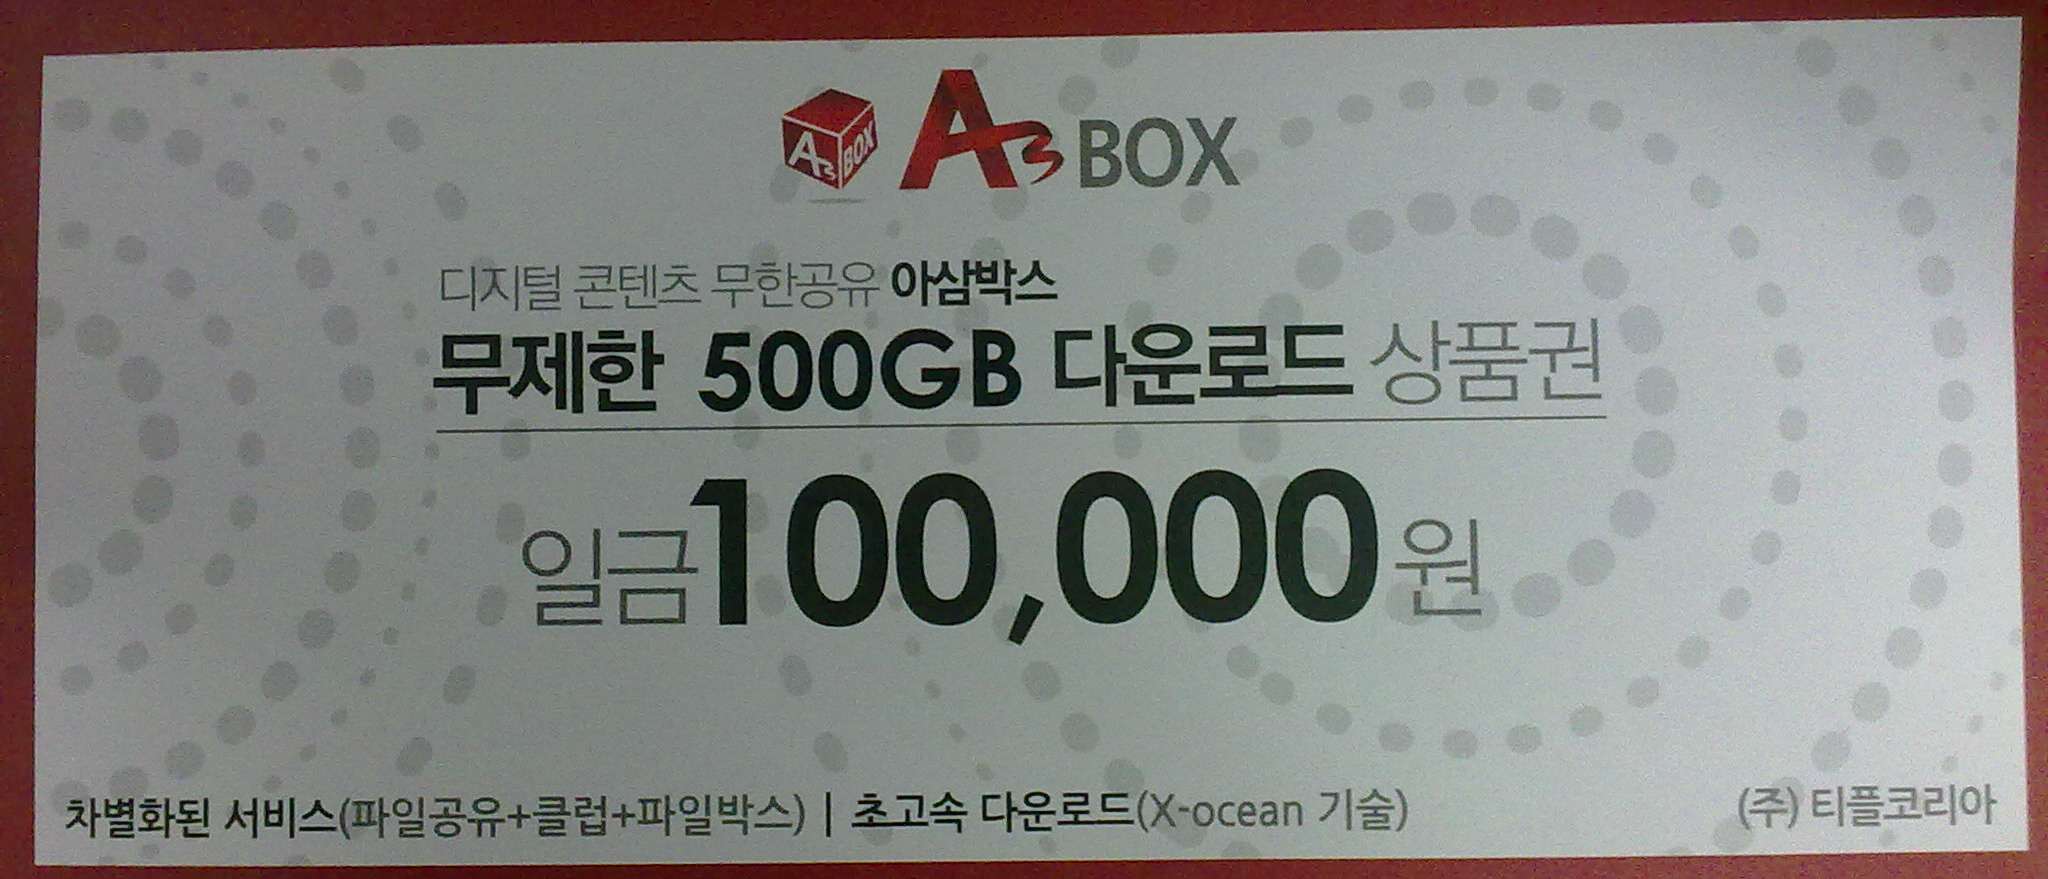 A3 BOX A3 BOX
디지털 콘텐츠 무한공유 아삼박스
무제한 500GB 다운로드 상품권
일금100,000원
차별화된 서비스(파일공유+클럽+파일박스) | 초고속 다운로드(X-ocean 기술) (주) 티플코리아